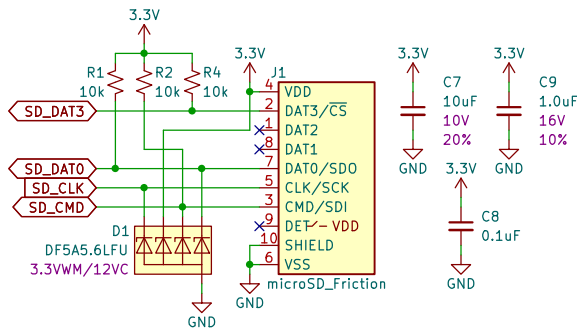 3.3V
R1
10k
R2
10k
R4
10k
3.3V
J1
4 VDD
SD_DAT3
2 DAT3/CS
1 DAT2
8 DAT1
SD_DAT0
7 DAT0/SDO
SD_CLK
5 CLK/SCK
SD_CMD
3 CMD/SDI
9 DET ── VDD
10 SHIELD
6 VSS
microSD_Friction
D1
DF5A5.6LFU
3.3VWM/12VC
GND
GND
3.3V
C7
10uF
10V
20%
GND
3.3V
C9
1.0uF
16V
10%
GND
3.3V
C8
0.1uF
GND